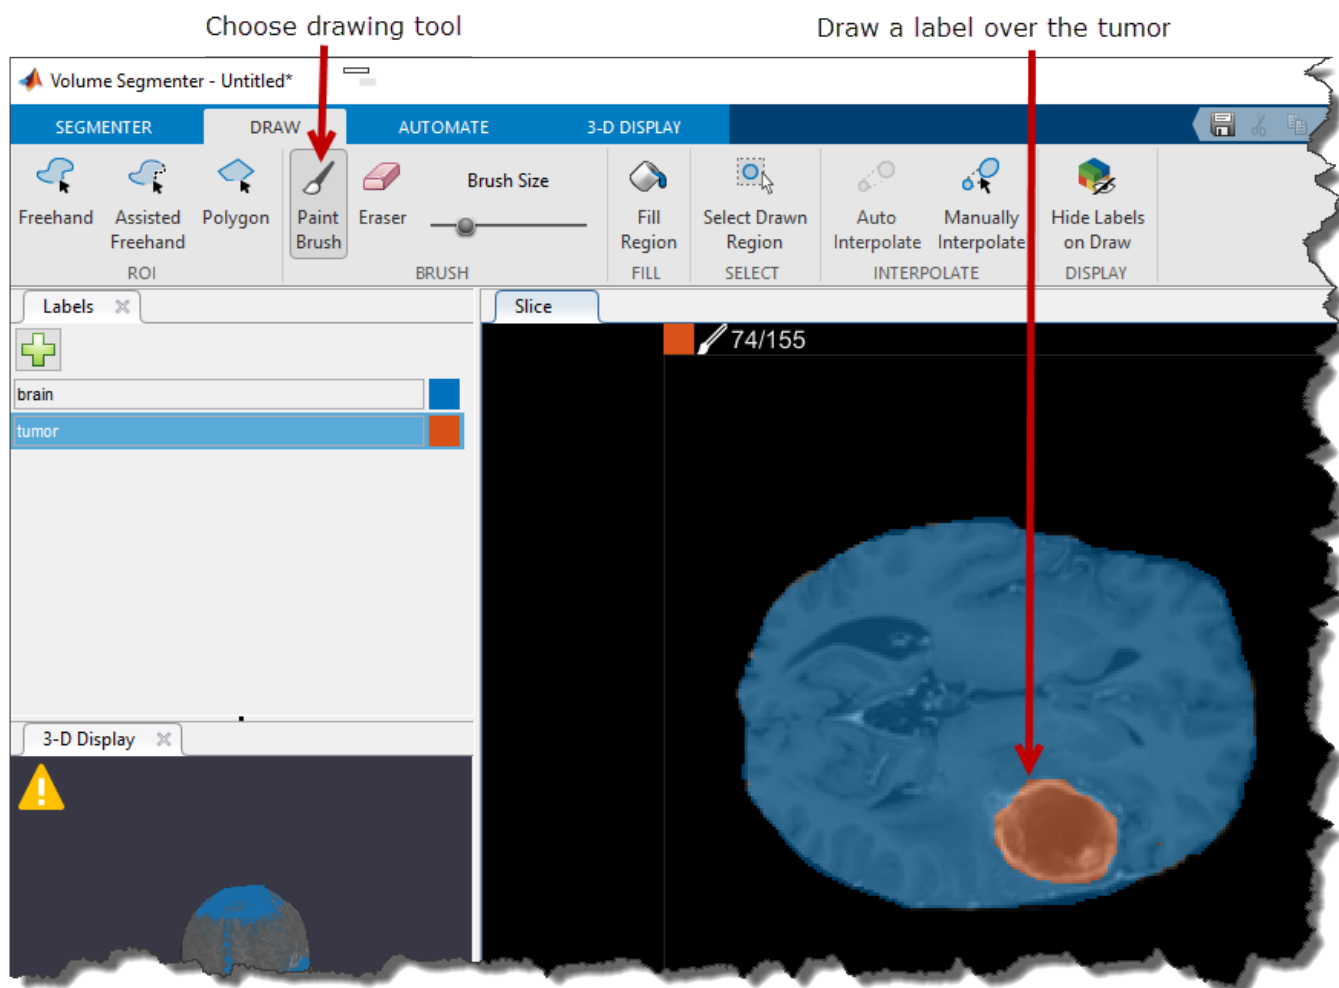 Choose drawing tool
Draw a label over the tumor
Volume Segmenter - Untitled*
SEGMENTER
DRAW
AUTOMATE
3-D DISPLAY
Freehand
Assisted
Freehand
Polygon
Paint
Brush
Eraser
Brush Size
Fill
Region
Select Drawn
Region
Auto
Interpolate
Manually
Interpolate
Hide Labels
on Draw
ROI
BRUSH
FILL
SELECT
INTERPOLATE
DISPLAY
Labels
Slice
74/155
brain
tumor
3-D Display